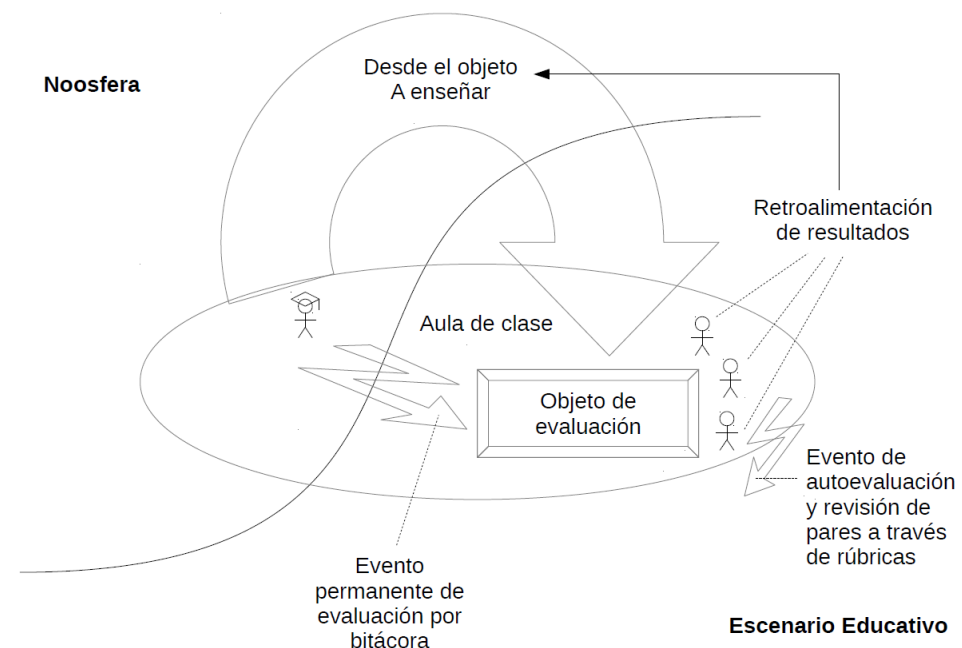 Noosfera
Desde el objeto
A enseñar
Retroalimentación
de resultados
Aula de clase
Objeto de
evaluación
Evento de
autoevaluación
y revisión de
pares a través
de rúbricas
Evento
permanente de
evaluación por
bitácora
Escenario Educativo